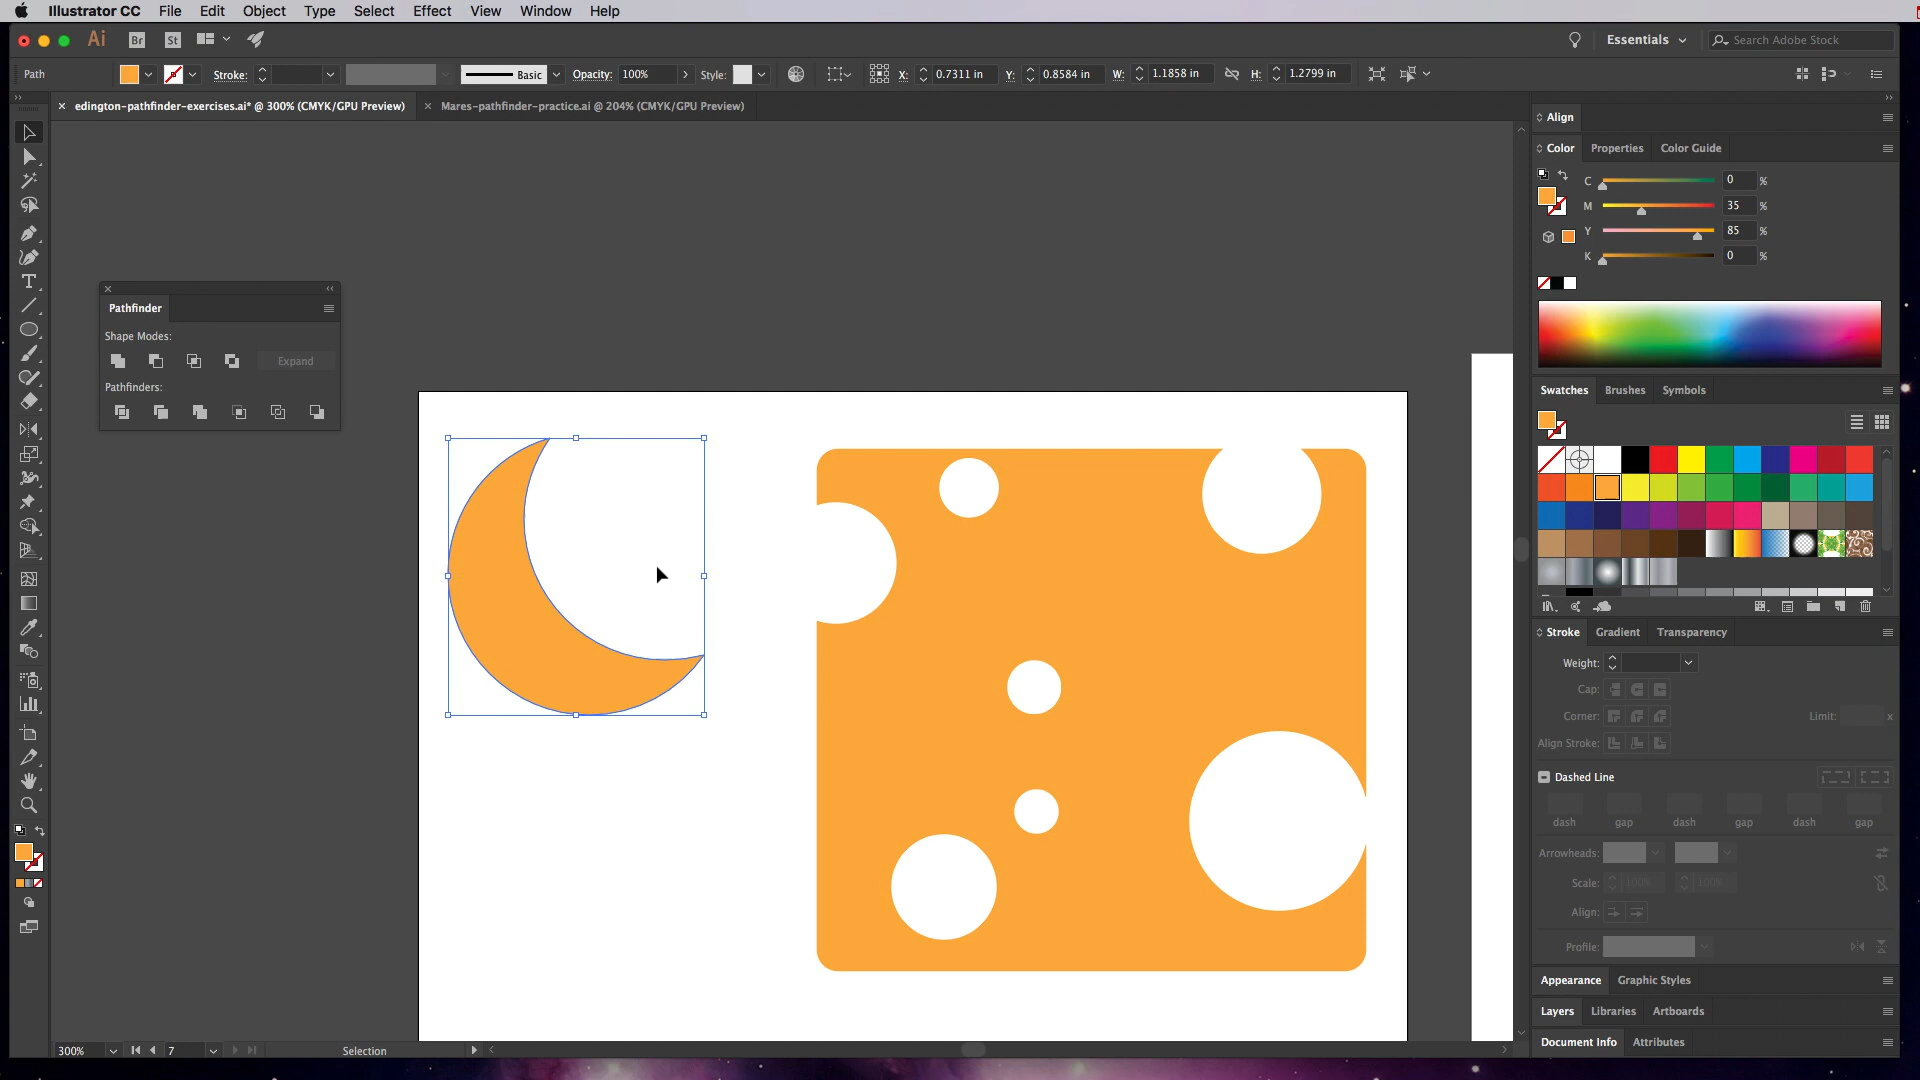 Illustrator CC File Edit Object Type Select Effect View Window Help
Ai Br St Essentials Search Adobe Stock
Path Stroke: Basic Opacity: 100% Style: X: 0.7311 in Y: 0.8584 in W: 1.1858 in H: 1.2799 in
edington-pathfinder-exercises.ai* @ 300% (CMYK/GPU Preview) Mares-pathfinder-practice.ai @ 204% (CMYK/GPU Preview)
Pathfinder
Shape Modes:
Expand
Pathfinders:
Align
Color Properties Color Guide
C 0 %
M 35 %
Y 85 %
K 0 %
Swatches Brushes Symbols
Stroke Gradient Transparency
Weight:
Cap:
Corner: Limit: x
Align Stroke:
Dashed Line
dash gap dash gap dash gap
Arrowheads:
Scale: 100% 100%
Align:
Profile:
Appearance Graphic Styles
Layers Libraries Artboards
Document Info Attributes
300% 7 Selection